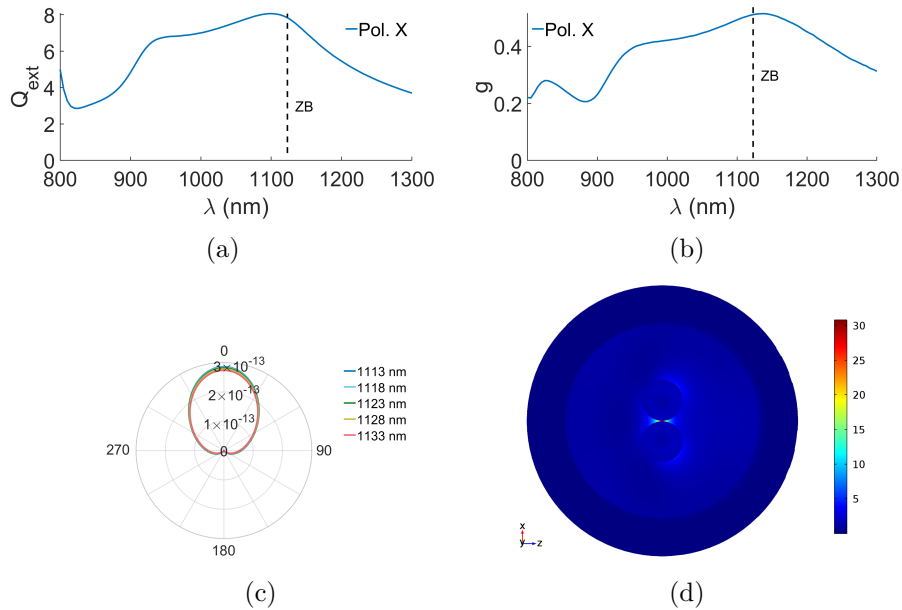 8
6
4
2
0
Q_ext
Pol. X
ZB
800 900 1000 1100 1200 1300
λ (nm)
(a)
0.4
0.2
0
g
Pol. X
ZB
800 900 1000 1100 1200 1300
λ (nm)
(b)
0
3×10^-13
2×10^-13
1×10^-13
0
270
90
180
1113 nm
1118 nm
1123 nm
1128 nm
1133 nm
(c)
30
25
20
15
10
5
x
y z
(d)